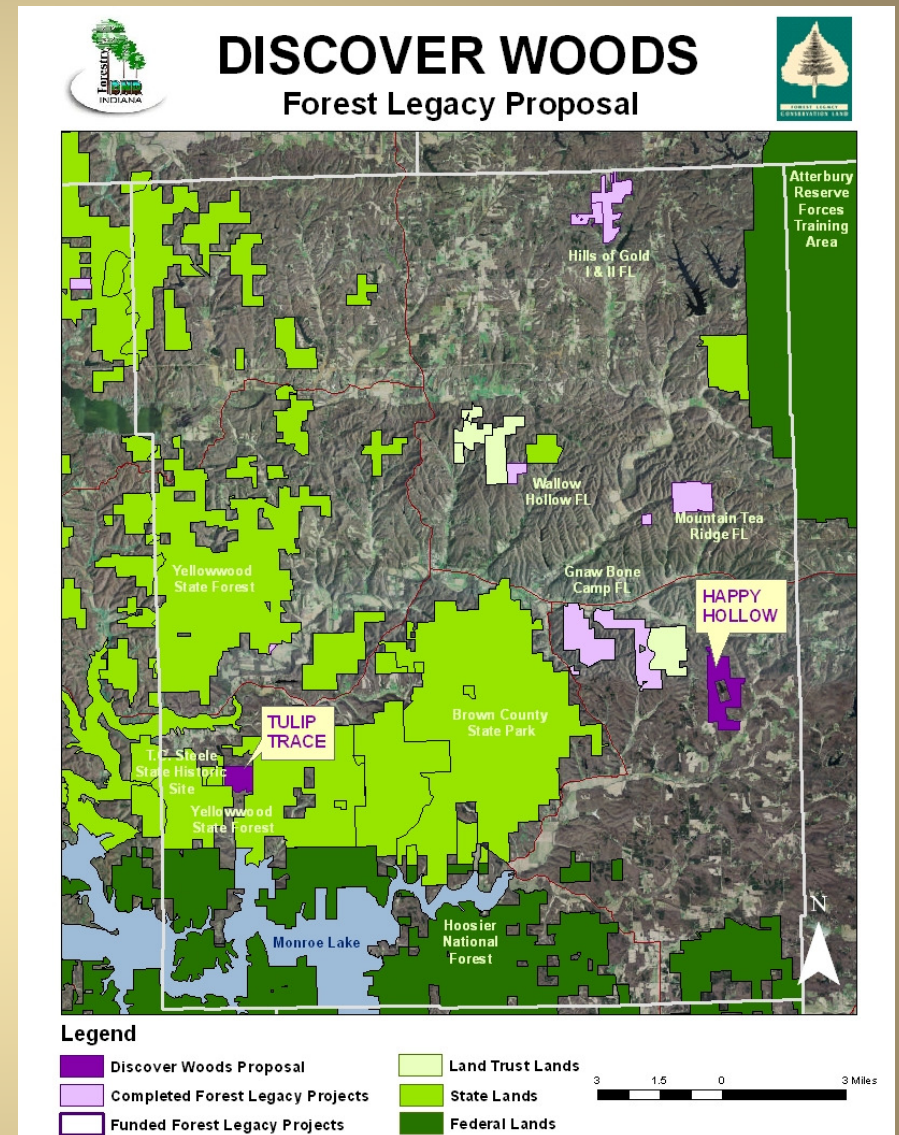 Forestry
DNR
INDIANA
DISCOVER WOODS
Forest Legacy Proposal
FOREST LEGACY
CONSERVATION LAND
Atterbury
Reserve
Forces
Training
Area
Hills of Gold
I & II FL
Wallow
Hollow FL
Mountain Tea
Ridge FL
Yellowwood
State Forest
Gnaw Bone
Camp FL
HAPPY
HOLLOW
TULIP
TRACE
Brown County
State Park
T.C. Steele
State Historic
Site
Yellowwood
State Forest
N
Monroe Lake
Hoosier
National
Forest
Legend
Discover Woods Proposal
Completed Forest Legacy Projects
Funded Forest Legacy Projects
Land Trust Lands
State Lands
Federal Lands
3 1.5 0 3 Miles